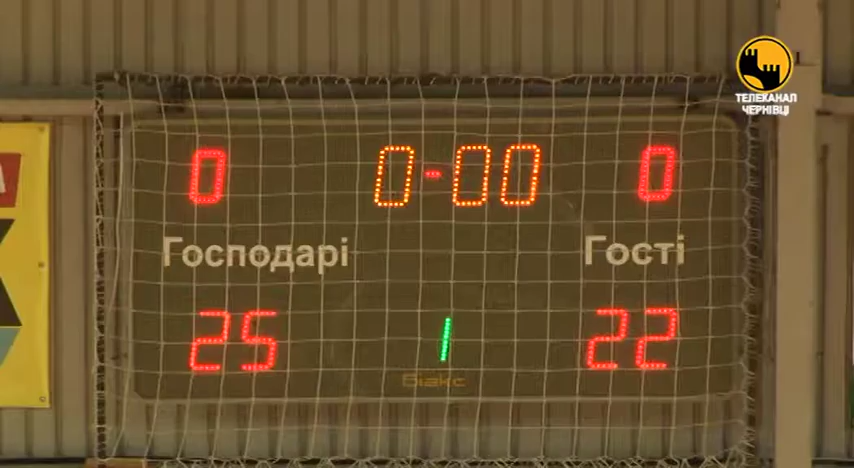 ТЕЛЕКАНАЛ
ЧЕРНІВЦІ
0 0-00 0
Господарі Гості
25 1 22
Біакс